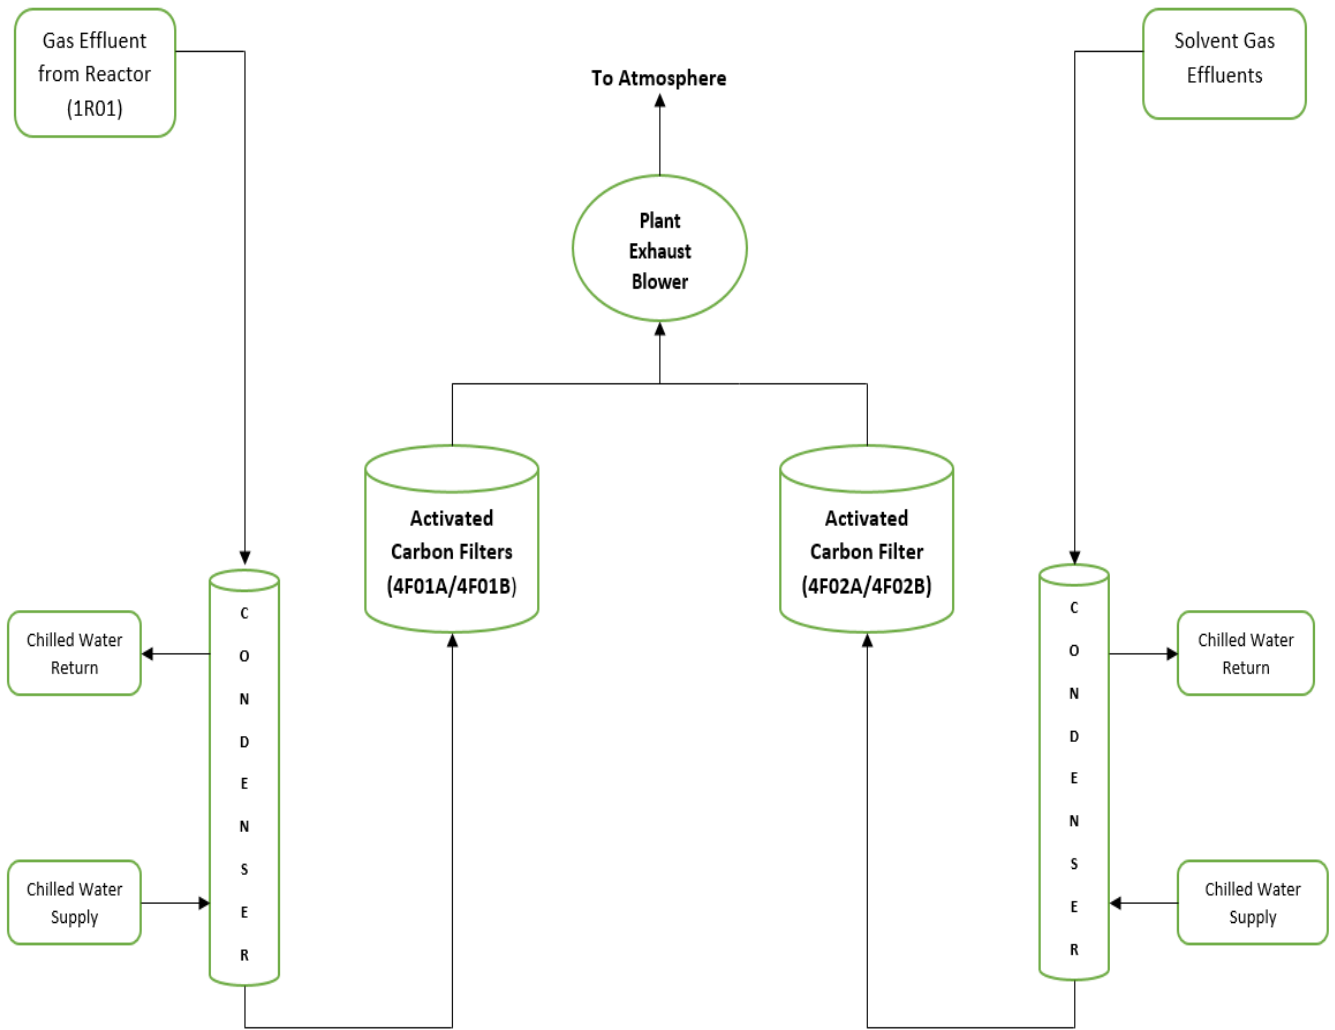 Gas Effluent
from Reactor
(1R01)
To Atmosphere
Solvent Gas
Effluents
Plant
Exhaust
Blower
Activated
Carbon Filters
(4F01A/4F01B)
Activated
Carbon Filter
(4F02A/4F02B)
C
O
N
D
E
N
S
E
R
Chilled Water
Return
Chilled Water
Supply
C
O
N
D
E
N
S
E
R
Chilled Water
Return
Chilled Water
Supply